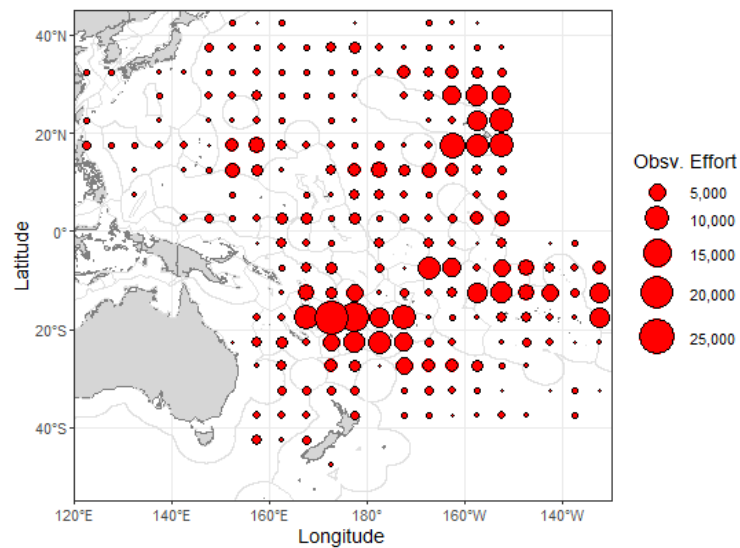 40°N
20°N
0°
20°S
40°S
Latitude
120°E
140°E
160°E
180°
160°W
140°W
Longitude
Obsv. Effort
5,000
10,000
15,000
20,000
25,000